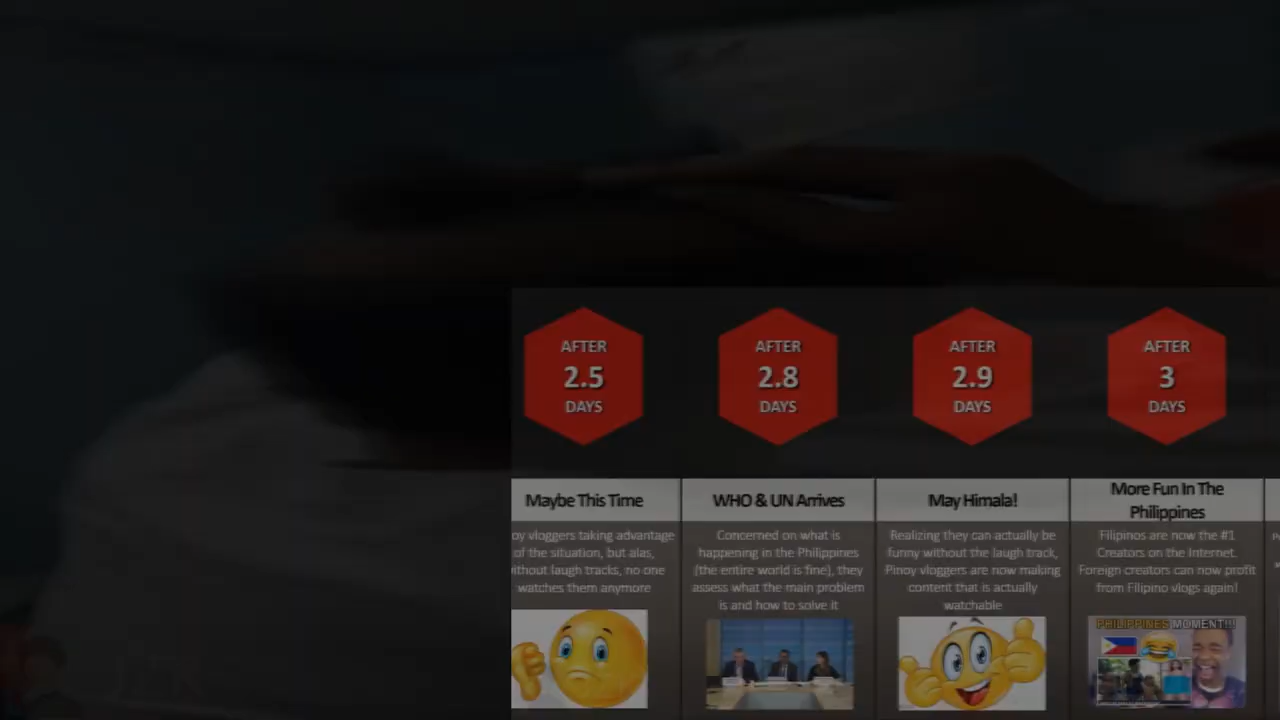 AFTER
2.5
DAYS
AFTER
2.8
DAYS
AFTER
2.9
DAYS
AFTER
3
DAYS
Maybe This Time
oy vloggers taking advantage
of the situation, but alas,
ithout laugh tracks, no one
watches them anymore
WHO & UN Arrives
Concerned on what is
happening in the Philippines
(the entire world is fine), they
assess what the main problem
is and how to solve it
May Himala!
Realizing they can actually be
funny without the laugh track,
Pinoy vloggers are now making
content that is actually
watchable
More Fun In The
Philippines
Filipinos are now the #1
Creators on the Internet.
Foreign creators can now profit
from Filipino vlogs again!
PHILIPPINES MOMENT!!!